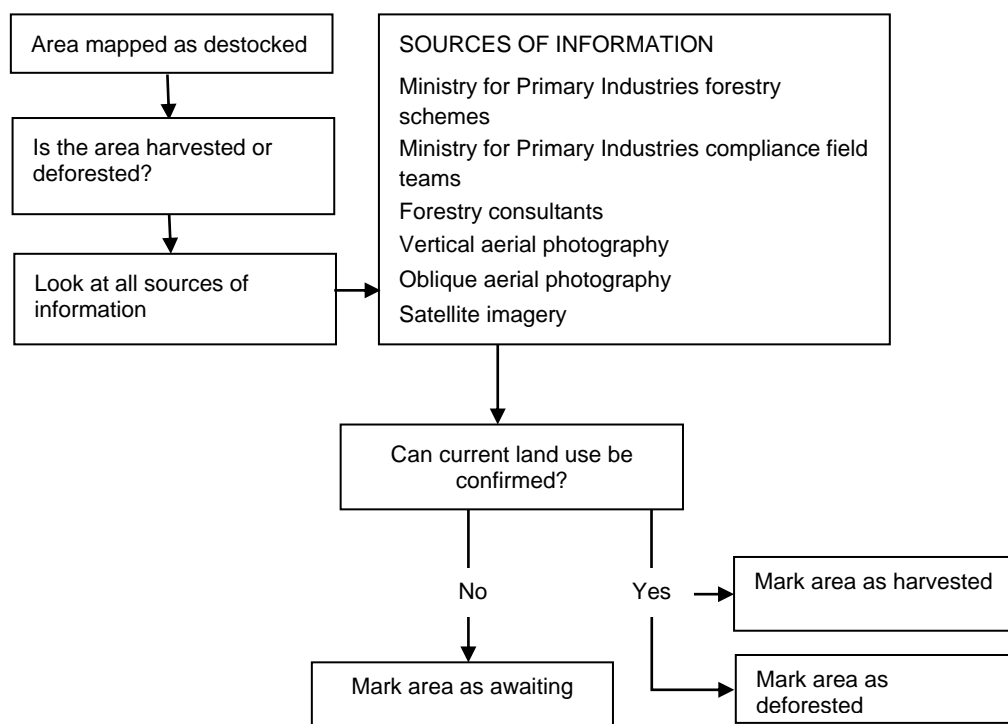 Area mapped as destocked
Is the area harvested or
deforested?
Look at all sources of
information
SOURCES OF INFORMATION
Ministry for Primary Industries forestry
schemes
Ministry for Primary Industries compliance field
teams
Forestry consultants
Vertical aerial photography
Oblique aerial photography
Satellite imagery
Can current land use be
confirmed?
No
Yes
Mark area as harvested
Mark area as awaiting
Mark area as
deforested